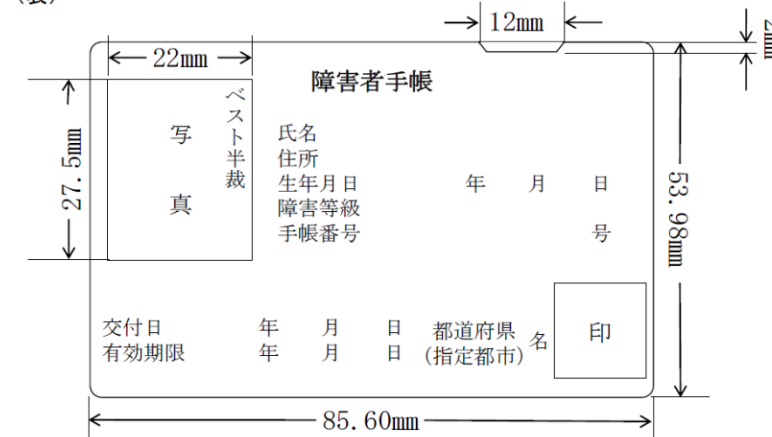 (表)
12mm
2mm
22mm
障害者手帳
ベスト半裁
写真
27.5mm
氏名
住所
生年月日 年 月 日
障害等級
手帳番号 号
53.98mm
交付日 年 月 日
有効期限 年 月 日
都道府県
(指定都市)
名
印
85.60mm